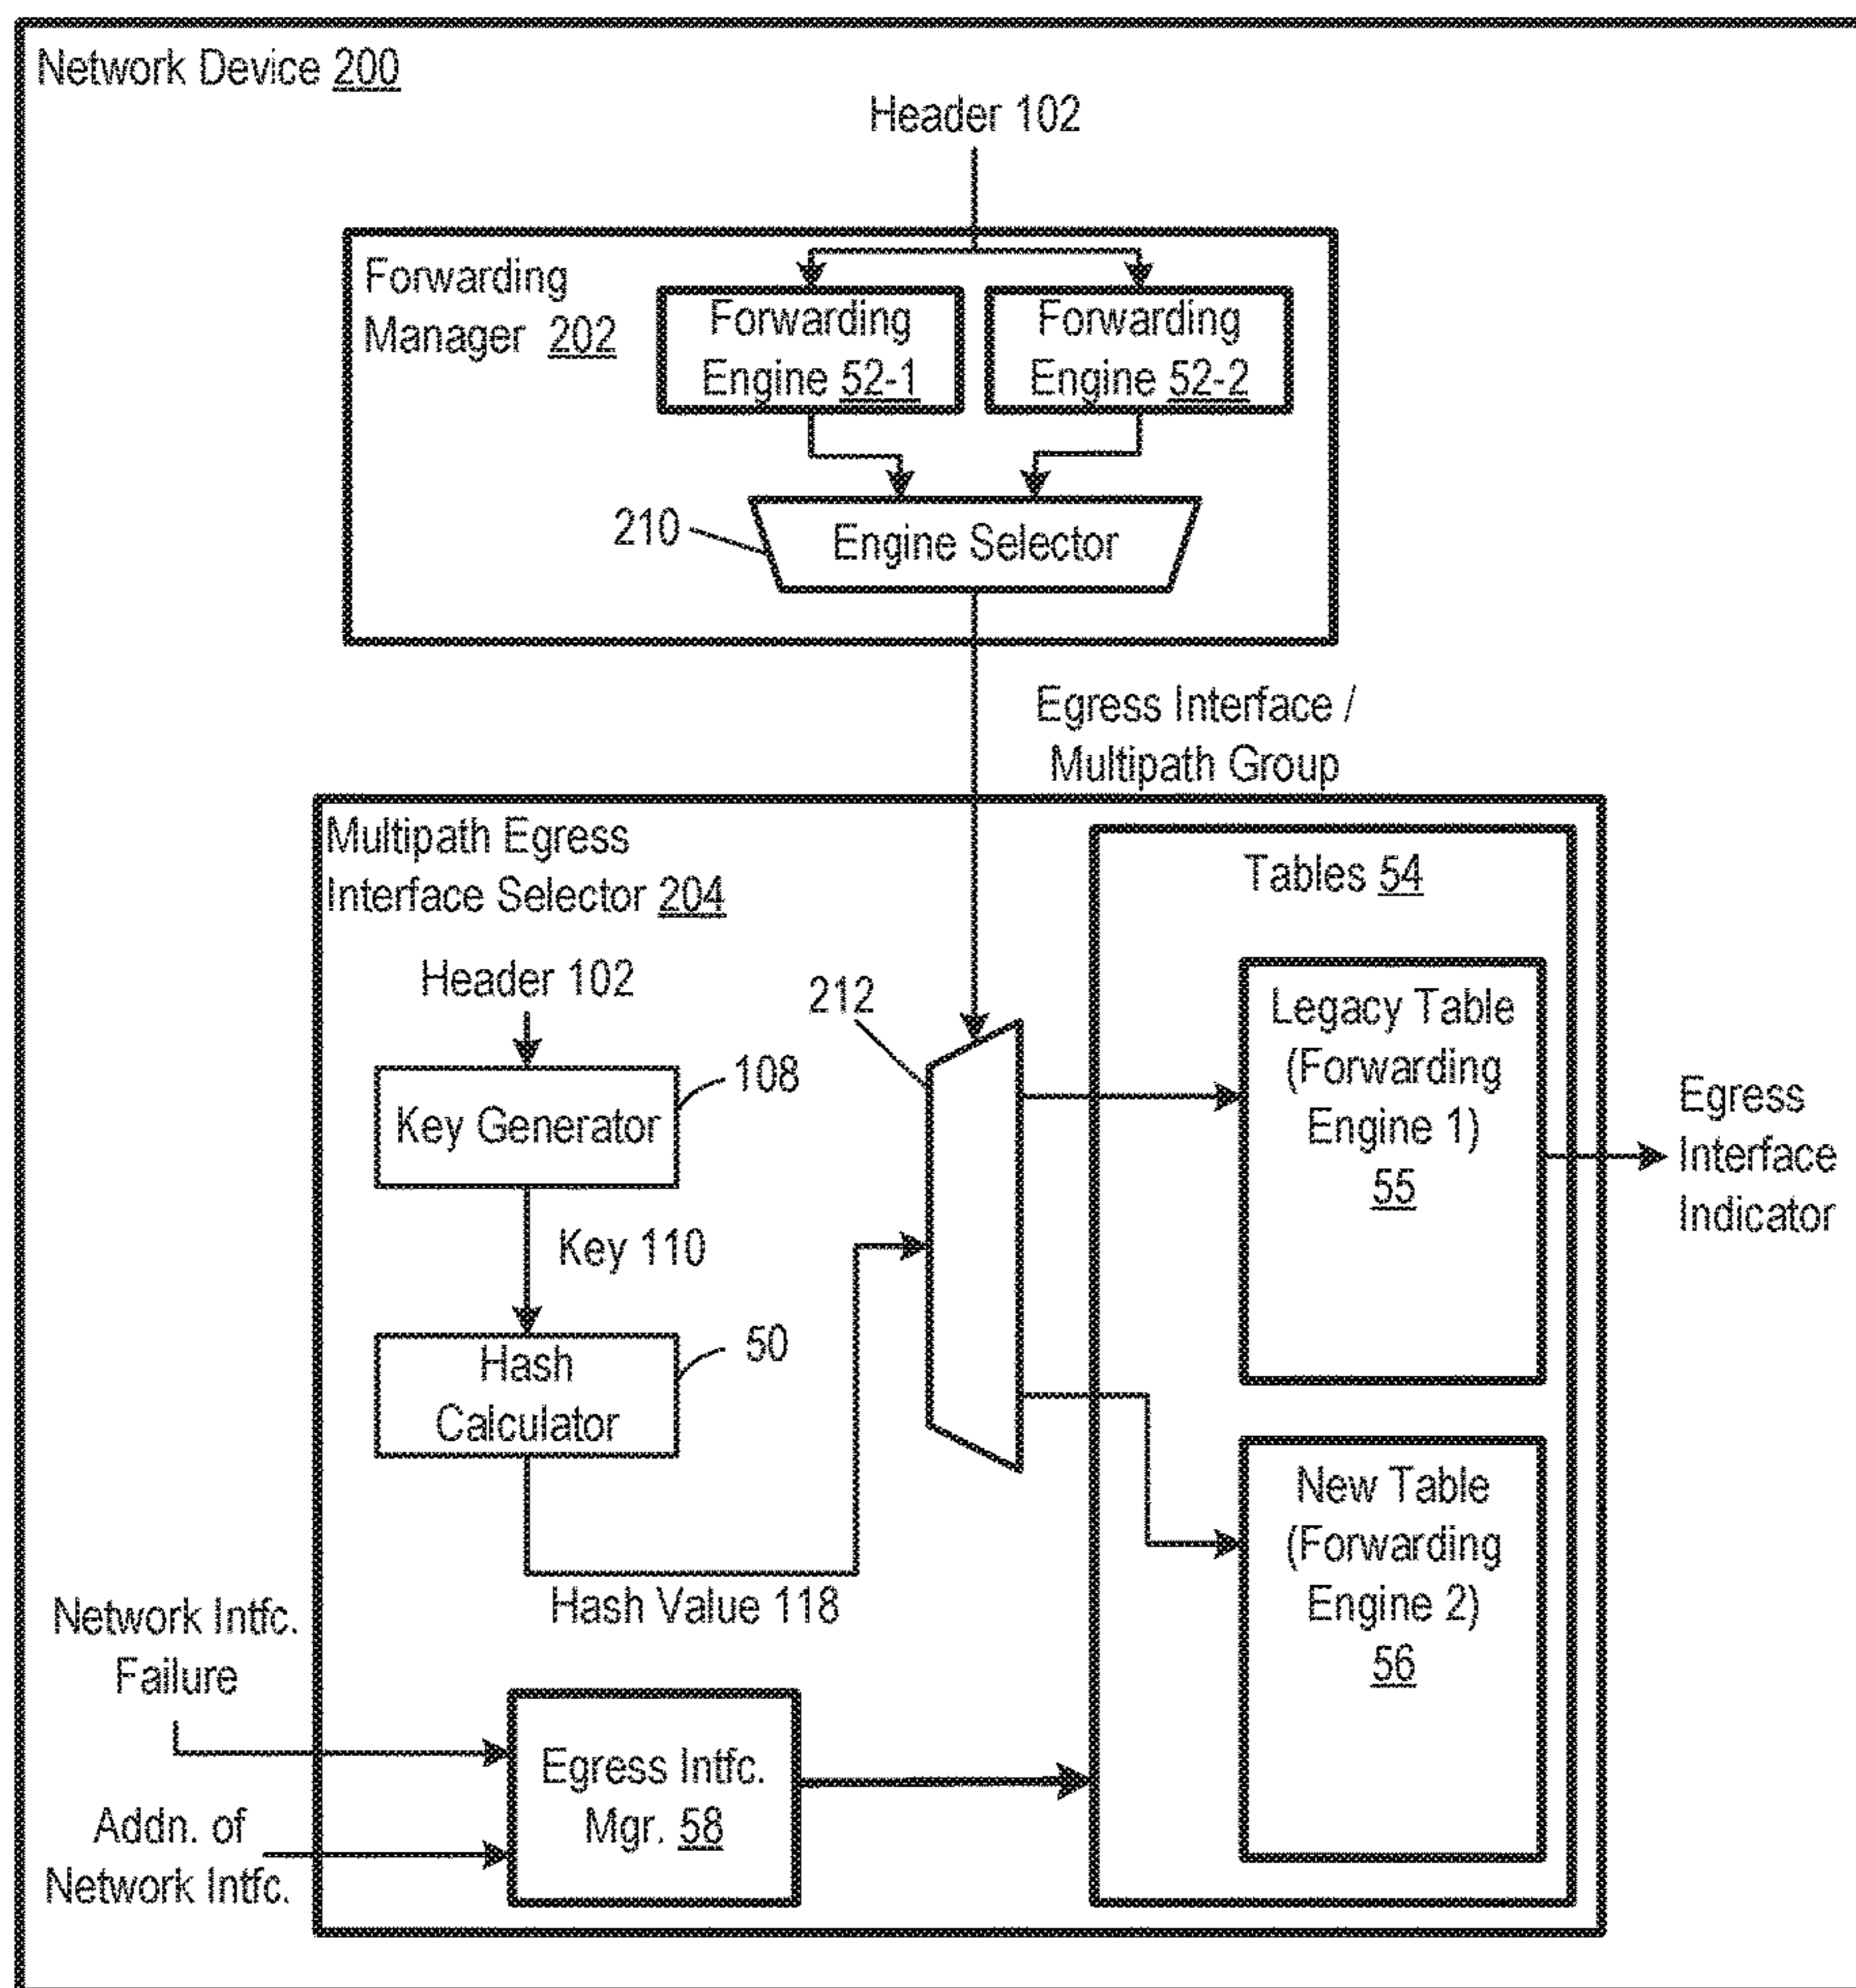 Network Device 200
Header 102
Forwarding
Manager 202
Forwarding
Engine 52-1
Forwarding
Engine 52-2
210
Engine Selector
Egress Interface /
Multipath Group
Multipath Egress
Interface Selector 204
Tables 54
Header 102
212
Key Generator
108
Key 110
Hash
Calculator
50
Hash Value 118
Legacy Table
(Forwarding
Engine 1)
55
Egress
Interface
Indicator
New Table
(Forwarding
Engine 2)
56
Network Intfc.
Failure
Addn. of
Network Intfc.
Egress Intfc.
Mgr. 58